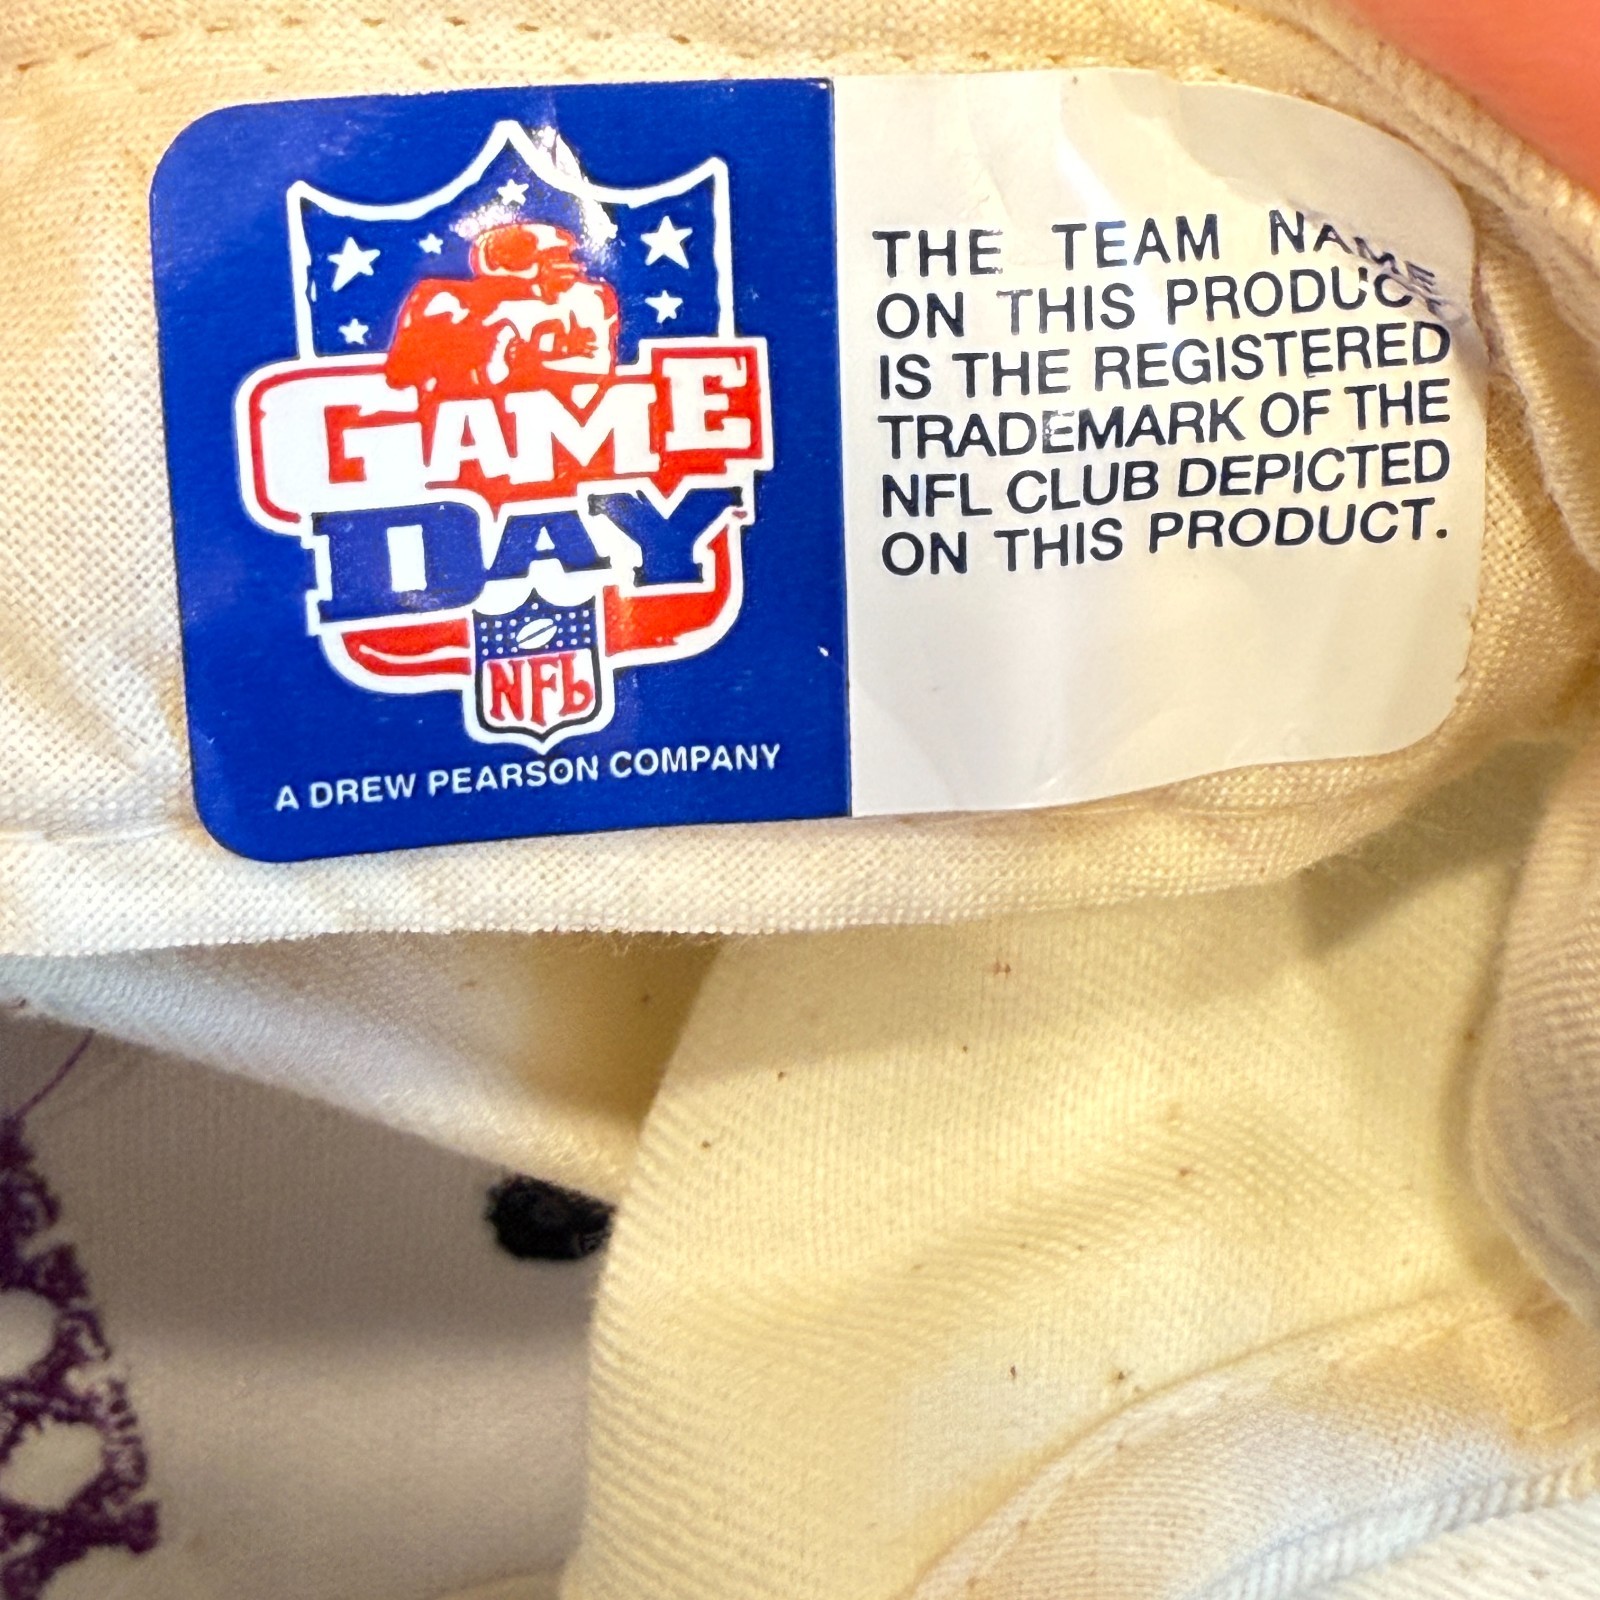 GAME
DAY
NFL
A DREW PEARSON COMPANY
THE TEAM NAME
ON THIS PRODUCT
IS THE REGISTERED
TRADEMARK OF THE
NFL CLUB DEPICTED
ON THIS PRODUCT.